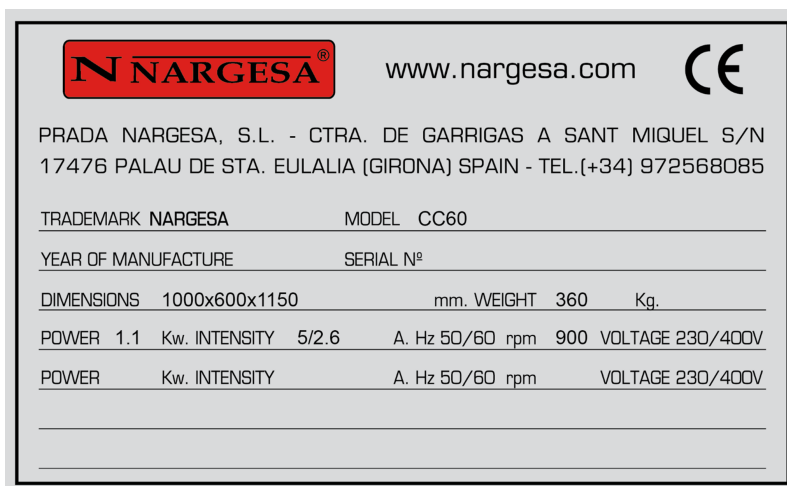 N NARGESA® www.nargesa.com CE
PRADA NARGESA, S.L. - CTRA. DE GARRIGAS A SANT MIQUEL S/N
17476 PALAU DE STA. EULALIA (GIRONA) SPAIN - TEL.(+34) 972568085
TRADEMARK NARGESA MODEL CC60
YEAR OF MANUFACTURE SERIAL Nº
DIMENSIONS 1000x600x1150 mm. WEIGHT 360 Kg.
POWER 1.1 Kw. INTENSITY 5/2.6 A. Hz 50/60 rpm 900 VOLTAGE 230/400V
POWER Kw. INTENSITY A. Hz 50/60 rpm VOLTAGE 230/400V